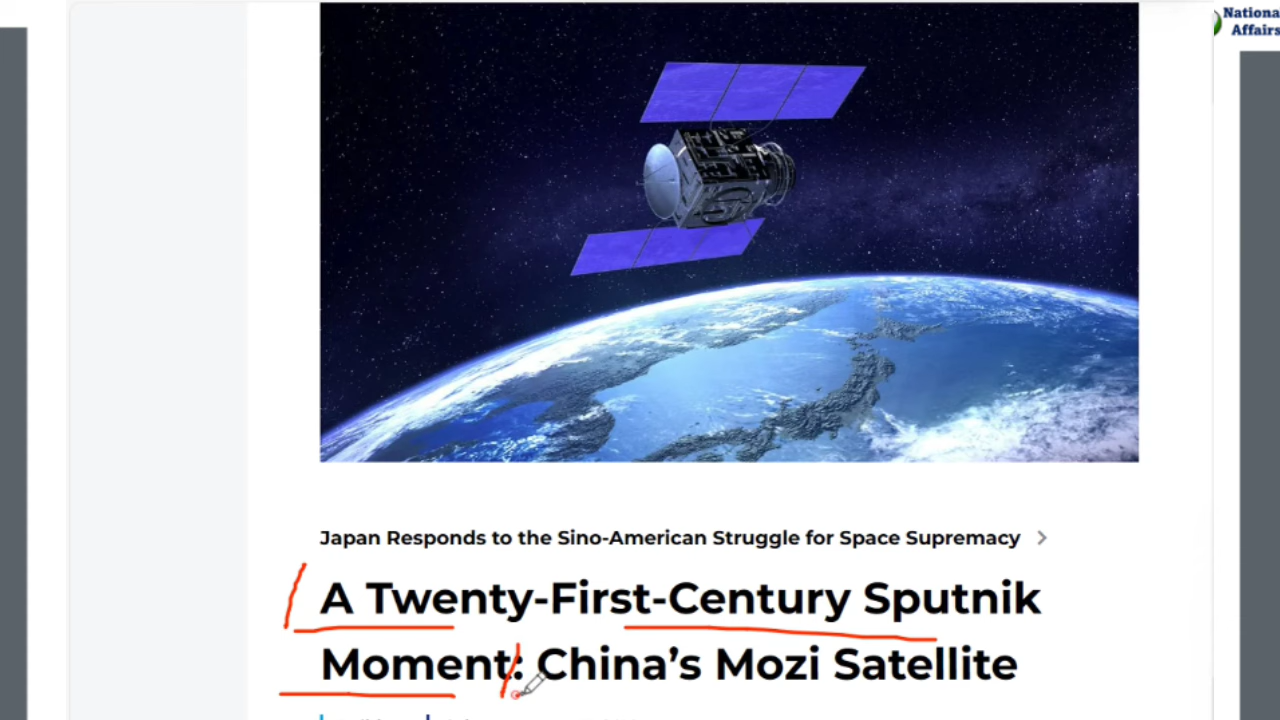 Nationa
Affairs
Japan Responds to the Sino-American Struggle for Space Supremacy
A Twenty-First-Century Sputnik
Moment: China's Mozi Satellite